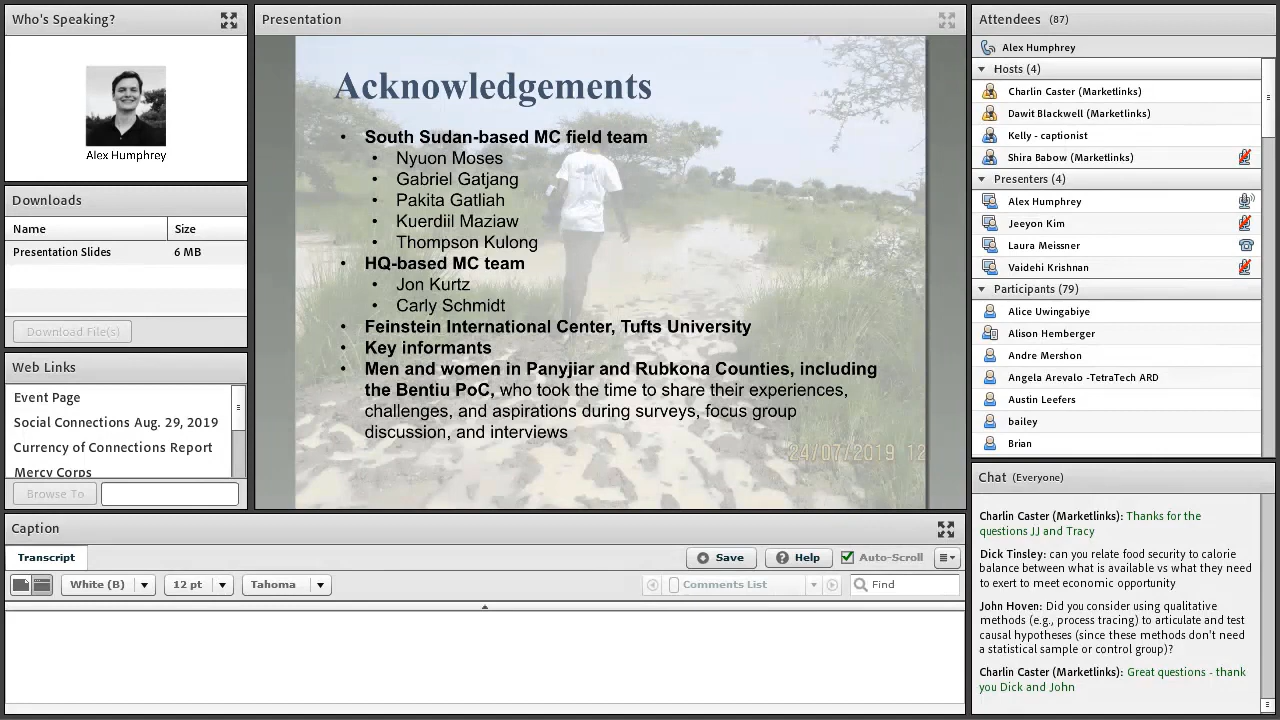 Who's Speaking?
Alex Humphrey
Downloads
Name Size
Presentation Slides 6 MB
Download File(s)
Web Links
Event Page
Social Connections Aug. 29, 2019
Currency of Connections Report
Mercy Corps
Browse To
Presentation
Acknowledgements
• South Sudan-based MC field team
• Nyuon Moses
• Gabriel Gatjang
• Pakita Gatliah
• Kuerdiil Maziaw
• Thompson Kulong
• HQ-based MC team
• Jon Kurtz
• Carly Schmidt
• Feinstein International Center, Tufts University
• Key informants
• Men and women in Panyjiar and Rubkona Counties, including
the Bentiu PoC, who took the time to share their experiences,
challenges, and aspirations during surveys, focus group
discussion, and interviews
24/07/2019 12
Caption
Transcript
Save Help Auto-Scroll
White (B) 12 pt Tahoma Comments List Find
Attendees (87)
Alex Humphrey
Hosts (4)
Charlin Caster (Marketlinks)
Dawit Blackwell (Marketlinks)
Kelly - captionist
Shira Babow (Marketlinks)
Presenters (4)
Alex Humphrey
Jeeyon Kim
Laura Meissner
Vaidehi Krishnan
Participants (79)
Alice Uwingabiye
Alison Hemberger
Andre Mershon
Angela Arevalo -TetraTech ARD
Austin Leefers
bailey
Brian
Chat (Everyone)
Charlin Caster (Marketlinks): Thanks for the
questions JJ and Tracy
Dick Tinsley: can you relate food security to calorie
balance between what is available vs what they need
to exert to meet economic opportunity
John Hoven: Did you consider using qualitative
methods (e.g., process tracing) to articulate and test
causal hypotheses (since these methods don't need
a statistical sample or control group)?
Charlin Caster (Marketlinks): Great questions - thank
you Dick and John